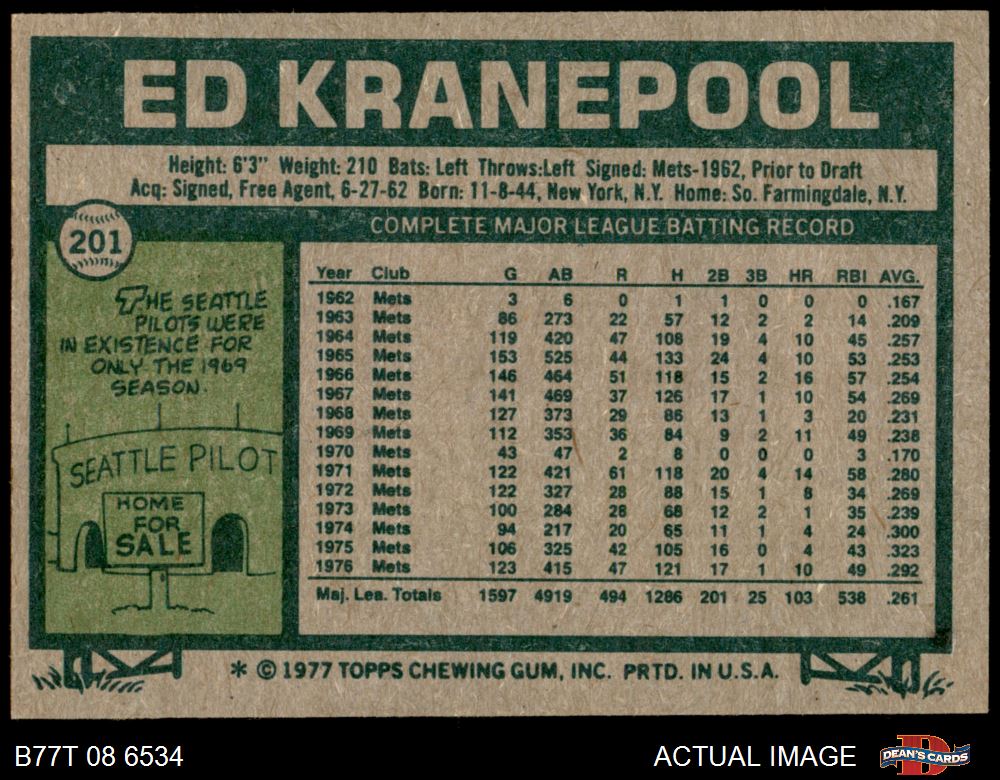 ED KRANEPOOL
Height: 6'3" Weight: 210 Bats: Left Throws:Left Signed: Mets-1962, Prior to Draft
Acq: Signed, Free Agent, 6-27-62 Born: 11-8-44, New York, N.Y. Home: So. Farmingdale, N.Y.
201
COMPLETE MAJOR LEAGUE BATTING RECORD
THE SEATTLE
PILOTS WERE
IN EXISTENCE FOR
ONLY THE 1969
SEASON.
SEATTLE PILOT
HOME
FOR
SALE
Year Club G AB R H 2B 3B HR RBI AVG.
1962 Mets 3 6 0 1 1 0 0 0 .167
1963 Mets 86 273 22 57 12 2 2 14 .209
1964 Mets 119 420 47 108 19 4 10 45 .257
1965 Mets 153 525 44 133 24 4 10 53 .253
1966 Mets 146 464 51 118 15 2 16 57 .254
1967 Mets 141 469 37 126 17 1 10 54 .269
1968 Mets 127 373 29 86 13 1 3 20 .231
1969 Mets 112 353 36 84 9 2 11 49 .238
1970 Mets 43 47 2 8 0 0 0 3 .170
1971 Mets 122 421 61 118 20 4 14 58 .280
1972 Mets 122 327 28 88 15 1 8 34 .269
1973 Mets 100 284 28 68 12 2 1 35 .239
1974 Mets 94 217 20 65 11 1 4 24 .300
1975 Mets 106 325 42 105 16 0 4 43 .323
1976 Mets 123 415 47 121 17 1 10 49 .292
Maj. Lea. Totals 1597 4919 494 1286 201 25 103 538 .261
* © 1977 TOPPS CHEWING GUM, INC. PRTD. IN U.S.A.
B77T 08 6534
ACTUAL IMAGE
DEAN'S CARDS